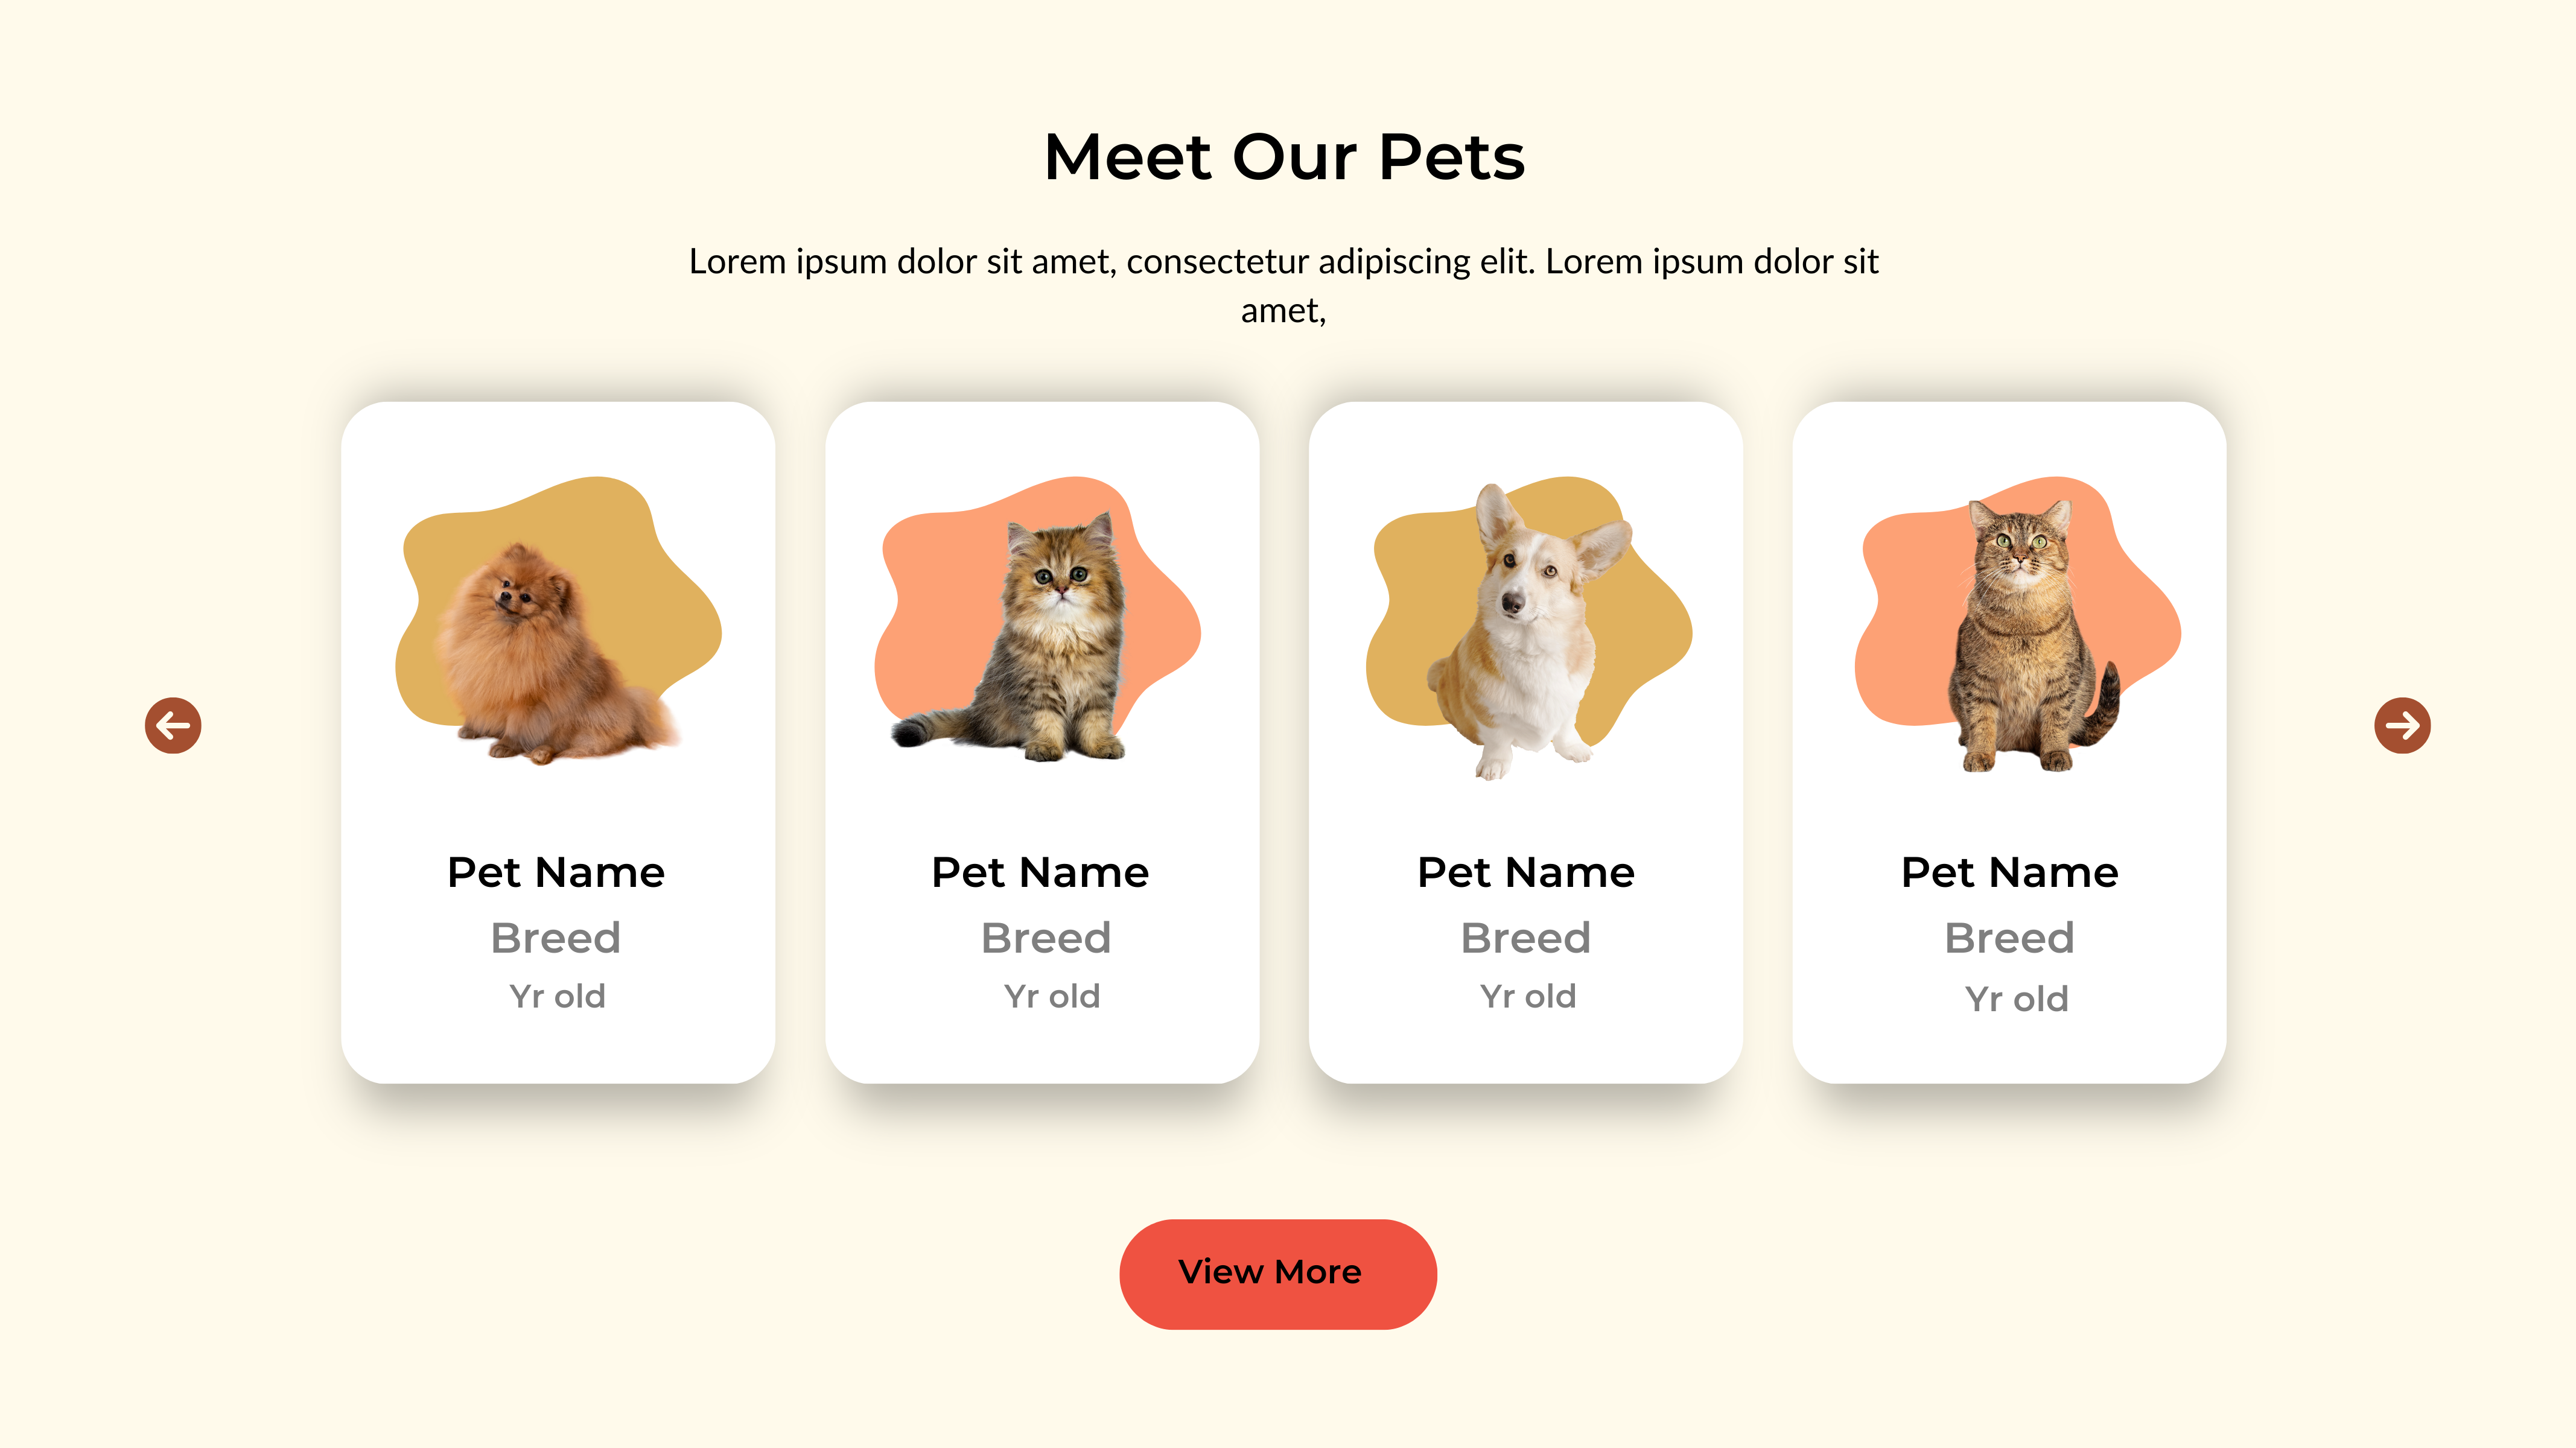 Meet Our Pets
Lorem ipsum dolor sit amet, consectetur adipiscing elit. Lorem ipsum dolor sit
amet,
Pet Name
Breed
Yr old
Pet Name
Breed
Yr old
Pet Name
Breed
Yr old
Pet Name
Breed
Yr old
View More